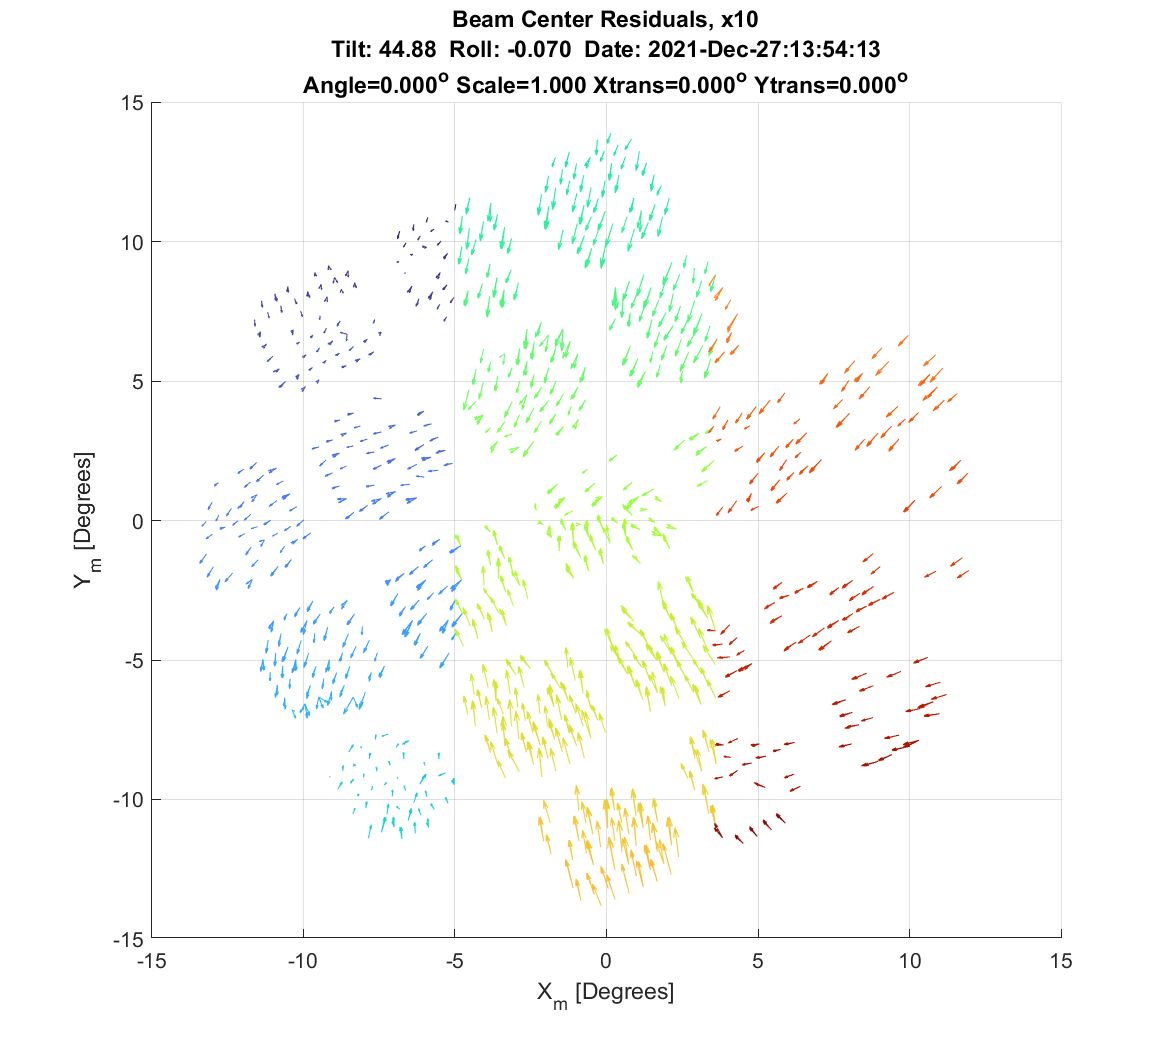 Beam Center Residuals, x10
Tilt: 44.88 Roll: -0.070 Date: 2021-Dec-27:13:54:13
Angle=0.000° Scale=1.000 Xtrans=0.000° Ytrans=0.000°
15
10
5
0
-5
-10
-15
Y_m [Degrees]
-15 -10 -5 0 5 10 15
X_m [Degrees]